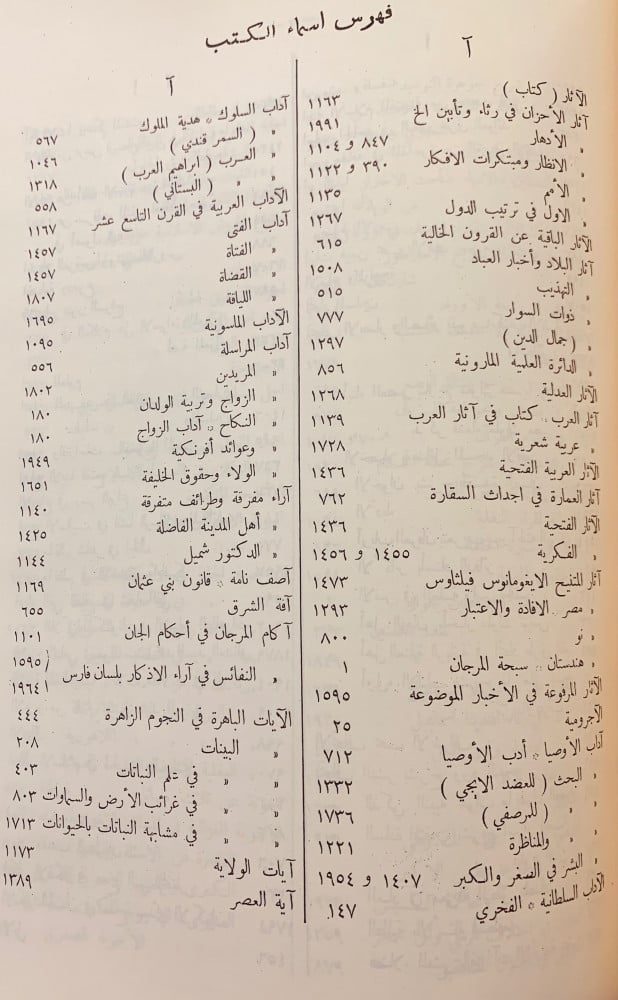 فهرس اسماء الكتب
آ
الآثار ( كتاب ) ١١٦٣
آثار الأحزان في رثاء وتأبين الخ ١٩٩١
» الأدهار ٨٤٧ و ١١٠٤
» الانظار ومبتكرات الافكار ٣٩٠ و ١١٢٢
» الأمم ١١٣٥
» الاول في ترتيب الدول ١٢٦٧
الآثار الباقية عن القرون الخالية ٦١٥
آثار البلاد وأخبار العباد ١٥٠٨
» التهذيب ٥١٥
» ذوات السوار ٧٧٧
» (جمال الدين) ١٢٩٧
» الدائرة العلمية المارونية ٨٥٦
الآثار العدلية ١٢٦٨
آثار العرب * كتاب في آثار العرب ١١٣٩
» عربية شعرية ١٧٢٨
الآثار العربية الفتحية ١٤٣٦
آثار العمارة في اجداث السقارة ٧٦٢
الآثار الفتحية ١٤٣٦
» الفكرية ١٤٥٥ و ١٤٥٦
آثار المتنيح الايغومانوس فيلثاوس ١٤٧٣
» مصر * الافادة والاعتبار ١٢٩٣
» نو ٨٠٠
» هندستان * سبحة المرجان ١
الآثار المرفوعة في الأخبار الموضوعة ١٥٩٥
الآجرومية ٢٥
آداب الأوصيا * أدب الأوصيا ٧١٢
» البحث ( للعضد الايجي ) ١٣٣٢
» » ( للرصفي ) ١٧٣٦
» » والمناظرة ١٢٢١
» البشر في الصغر والكبر ١٤٠٧ و ١٩٥٤
الآداب السلطانية * الفخري ١٤٧
آ
آداب السلوك * هدية الملوك ٥٦٧
» ( السمر قندي ) ١٠٤٦
» العرب ( ابراهيم العرب ) ١٣١٨
» » ( البستاني ) ٥٥٨
الآداب العربية في القرن التاسع عشر ١١٦٧
آداب الفتى ١٤٥٧
» الفتاة ١٤٥٧
» القضاة ١٨٠٧
» اللياقة ١٦٩٥
الآداب الماسونية ١٠٩٥
آداب المراسلة ٥٥٦
» المريدين ١٨٠٢
» الزواج وتربية الولدان ١٨٠
» النكاح * آداب الزواج ١٨٠
» وعوائد أفرنكية ١٩٤٩
» الولاء وحقوق الخليفة ١٦٥١
آراء مفرقة وطرائف متفرقة ١١٤٠
» أهل المدينة الفاضلة ١٤٢٥
» الدكتور شميل ١١٤٤
آصف نامة * قانون بني عثمان ١١٦٩
آفة الشرق ٦٥٥
آكام المرجان في أحكام الجان ١١٠١
» النفائس في آراء الاذكار بلسان فارس ١٥٩٥ / ١٩٦٤
الآيات الباهرة في النجوم الزاهرة ٤٤٤
» البينات ٢٠٨
» » في علم النباتات ٤٠٣
» » في غرائب الأرض والسماوات ٨٠٣
» » في مشابهة النباتات بالحيوانات ١٧١٣
آيات الولاية ١١٧٣
آية العصر ١٣٨٩